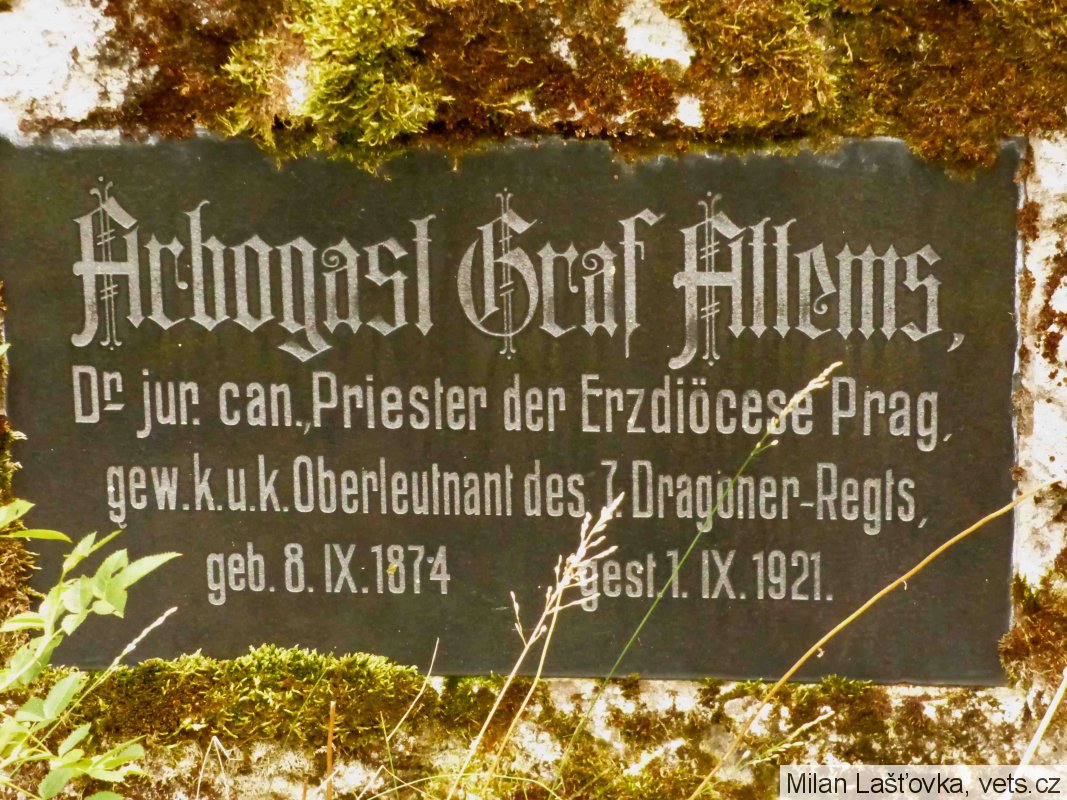 Arbogast Graf Attems,
Dr. jur. can., Priester der Erzdiöcese Prag,
gew. k. u. k. Oberleutnant des 7. Dragoner-Regts,
geb. 8. IX. 1874 gest 1. IX. 1921.
Milan Lašťovka, vets.cz